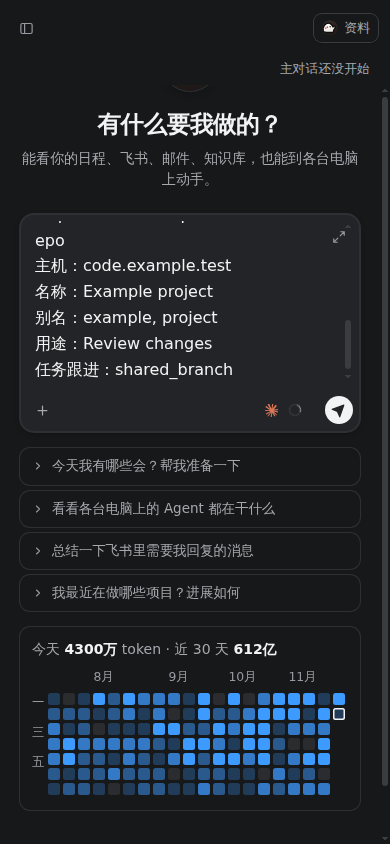 资料
主对话还没开始
有什么要我做的？
能看你的日程、飞书、邮件、知识库，也能到各台电脑
上动手。
epo
主机：code.example.test
名称：Example project
别名：example, project
用途：Review changes
任务跟进：shared_branch
今天我有哪些会？帮我准备一下
看看各台电脑上的 Agent 都在干什么
总结一下飞书里需要我回复的消息
我最近在做哪些项目？进展如何
今天 4300万 token · 近 30 天 612亿
8月 9月 10月 11月
一
三
五